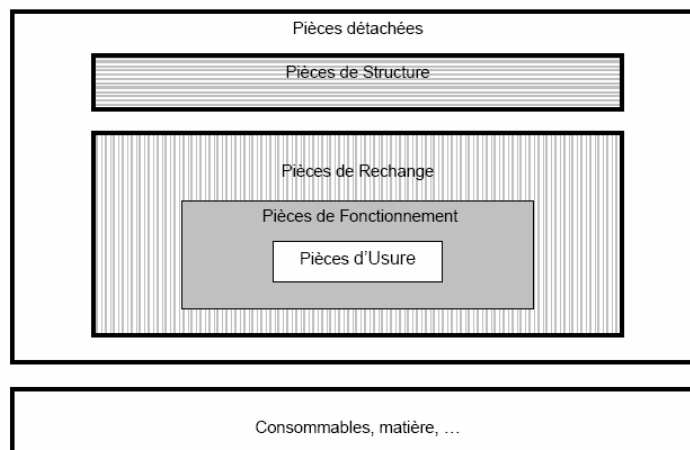 Pièces détachées
Pièces de Structure
Pièces de Rechange
Pièces de Fonctionnement
Pièces d'Usure
Consommables, matière, …